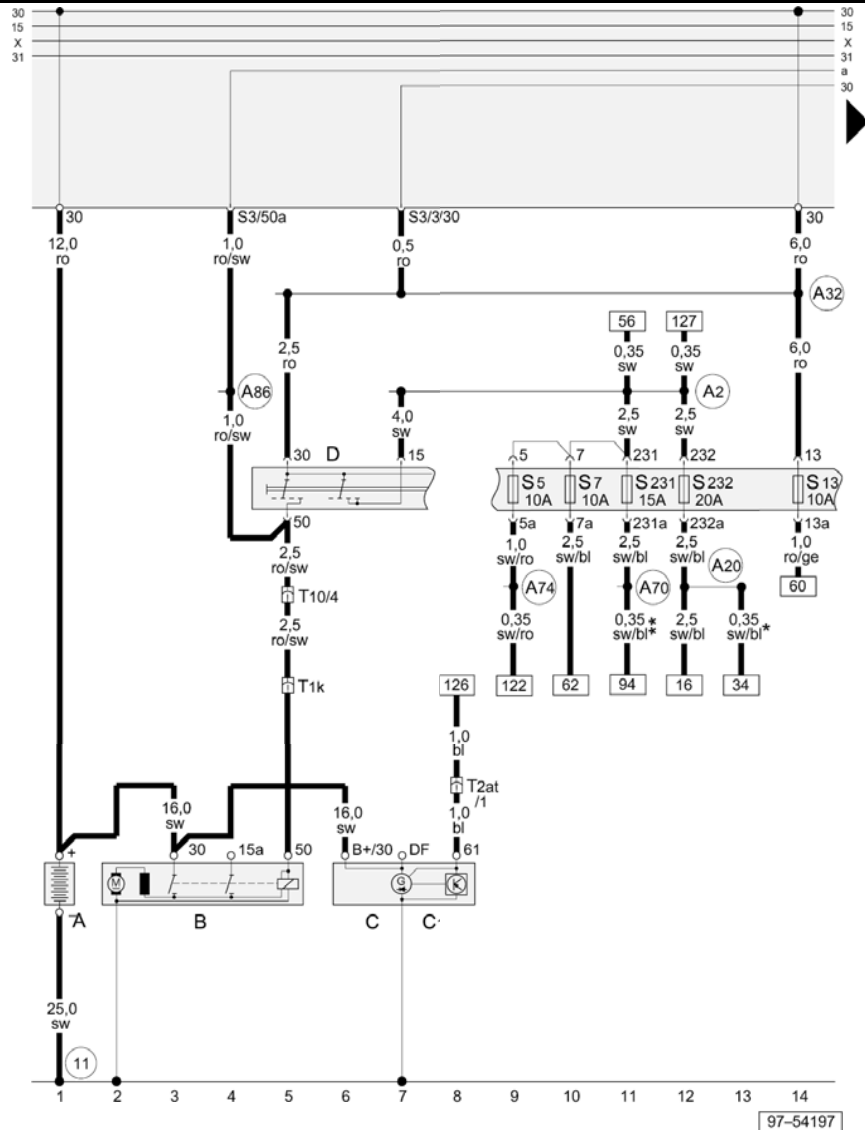 30 30
15 15
X X
31 31
a
30
30 S3/50a S3/3/30 30
12,0 1,0 0,5 6,0
ro ro/sw ro ro
A32
56 127
2,5 0,35 0,35 6,0
ro sw sw ro
A86 A2
1,0 4,0 2,5 2,5
ro/sw sw sw sw
30 D 15 5 7 231 232 13
S5 S7 S231 S232 S13
10A 10A 15A 20A 10A
50 5a 7a 231a 232a 13a
2,5 1,0 2,5 2,5 2,5 1,0
ro/sw sw/ro sw/bl sw/bl sw/bl ro/ge
A20
T10/4 A74 A70 60
2,5 0,35 0,35 2,5 0,35
ro/sw sw/ro sw/bl** sw/bl sw/bl*
T1k 126 122 62 94 16 34
1,0
bl
T2at
/1
16,0 16,0 1,0
sw sw bl
+ 30 15a 50 B+/30 DF 61
M G
− A B C C
25,0
sw
11
1 2 3 4 5 6 7 8 9 10 11 12 13 14
97–54197